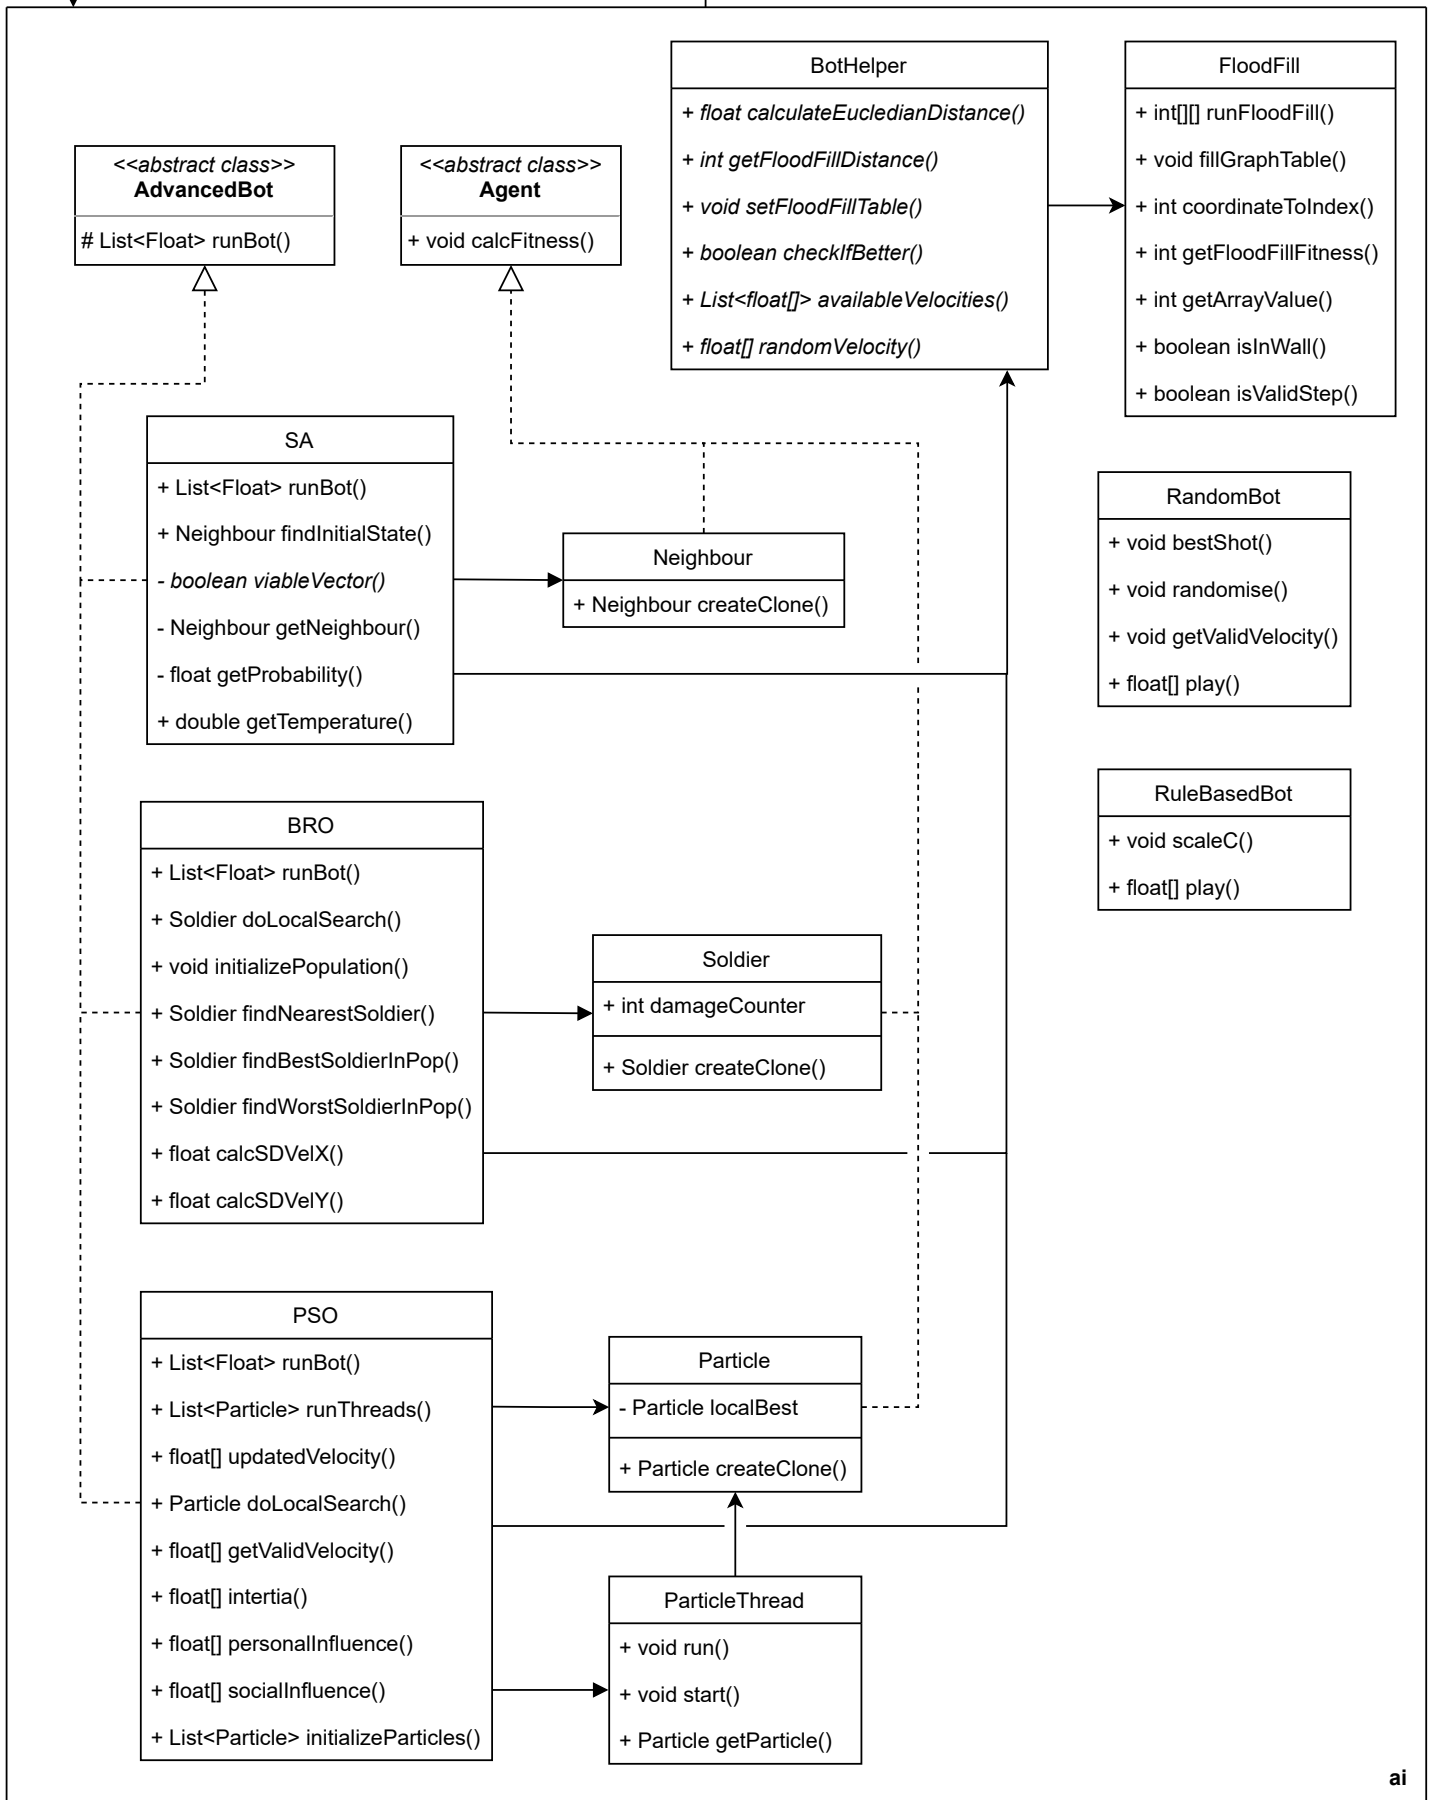 BotHelper
+ float calculateEucledianDistance()
+ int getFloodFillDistance()
+ void setFloodFillTable()
+ boolean checkIfBetter()
+ List<float[]> availableVelocities()
+ float[] randomVelocity()
FloodFill
+ int[][] runFloodFill()
+ void fillGraphTable()
+ int coordinateToIndex()
+ int getFloodFillFitness()
+ int getArrayValue()
+ boolean isInWall()
+ boolean isValidStep()
<<abstract class>>
AdvancedBot
# List<Float> runBot()
<<abstract class>>
Agent
+ void calcFitness()
SA
+ List<Float> runBot()
+ Neighbour findInitialState()
- boolean viableVector()
- Neighbour getNeighbour()
- float getProbability()
+ double getTemperature()
Neighbour
+ Neighbour createClone()
RandomBot
+ void bestShot()
+ void randomise()
+ void getValidVelocity()
+ float[] play()
RuleBasedBot
+ void scaleC()
+ float[] play()
BRO
+ List<Float> runBot()
+ Soldier doLocalSearch()
+ void initializePopulation()
+ Soldier findNearestSoldier()
+ Soldier findBestSoldierInPop()
+ Soldier findWorstSoldierInPop()
+ float calcSDVelX()
+ float calcSDVelY()
Soldier
+ int damageCounter
+ Soldier createClone()
PSO
+ List<Float> runBot()
+ List<Particle> runThreads()
+ float[] updatedVelocity()
+ Particle doLocalSearch()
+ float[] getValidVelocity()
+ float[] intertia()
+ float[] personalInfluence()
+ float[] socialInfluence()
+ List<Particle> initializeParticles()
Particle
- Particle localBest
+ Particle createClone()
ParticleThread
+ void run()
+ void start()
+ Particle getParticle()
ai